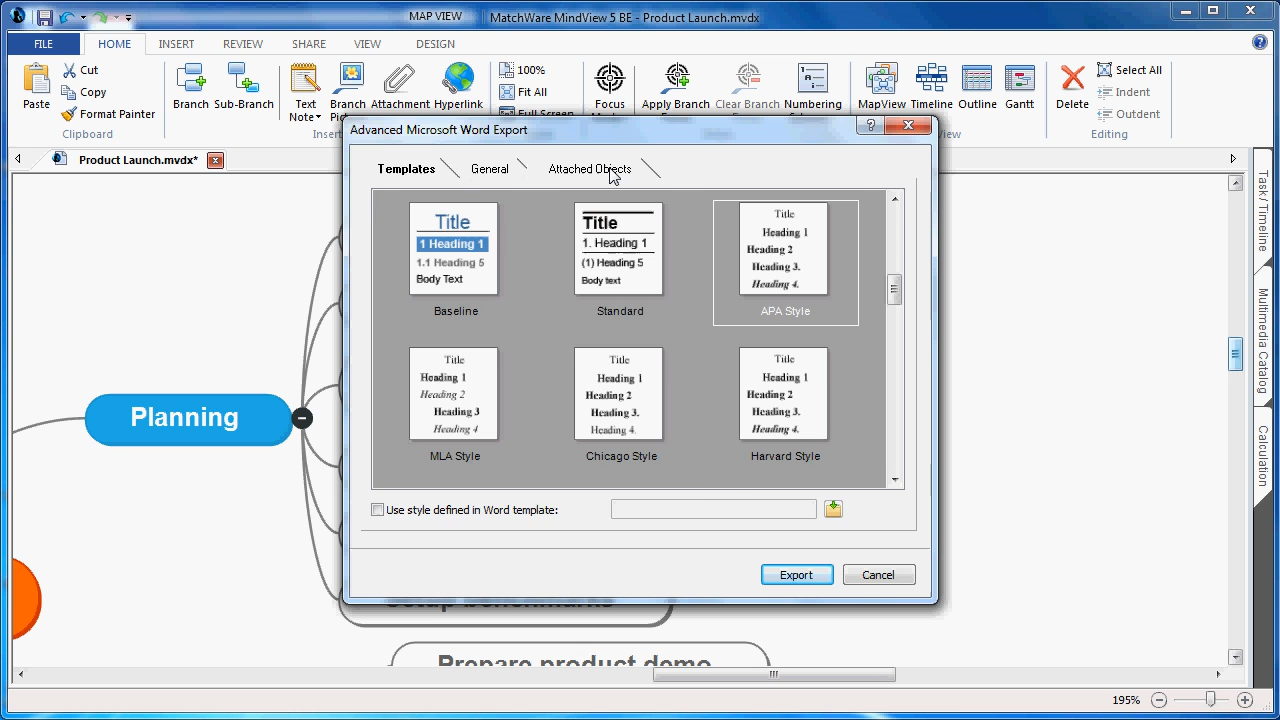 MAP VIEW
MatchWare MindView 5 BE - Product Launch.mvdx
FILE
HOME
INSERT
REVIEW
SHARE
VIEW
DESIGN
Paste
Cut
Copy
Format Painter
Clipboard
Branch
Sub-Branch
Text
Note
Branch
Attachment
Hyperlink
100%
Fit All
Full Screen
Focus
Apply Branch
Clear Branch
Numbering
MapView
Timeline
Outline
Gantt
Delete
Select All
Indent
Outdent
Editing
Product Launch.mvdx*
Advanced Microsoft Word Export
Templates
General
Attached Objects
Title
1 Heading 1
1.1 Heading 5
Body Text
Baseline
Title
1. Heading 1
(1) Heading 5
Body text
Standard
Title
Heading 1
Heading 2
Heading 3.
Heading 4.
APA Style
Title
Heading 1
Heading 2
Heading 3
Heading 4
MLA Style
Title
Heading 1
Heading 2
Heading 3.
Heading 4.
Chicago Style
Title
Heading 1
Heading 2
Heading 3.
Heading 4.
Harvard Style
Use style defined in Word template:
Export
Cancel
Planning
Setup benchmarks
Prepare product demo
Task / Timeline
Multimedia Catalog
Calculation
195%